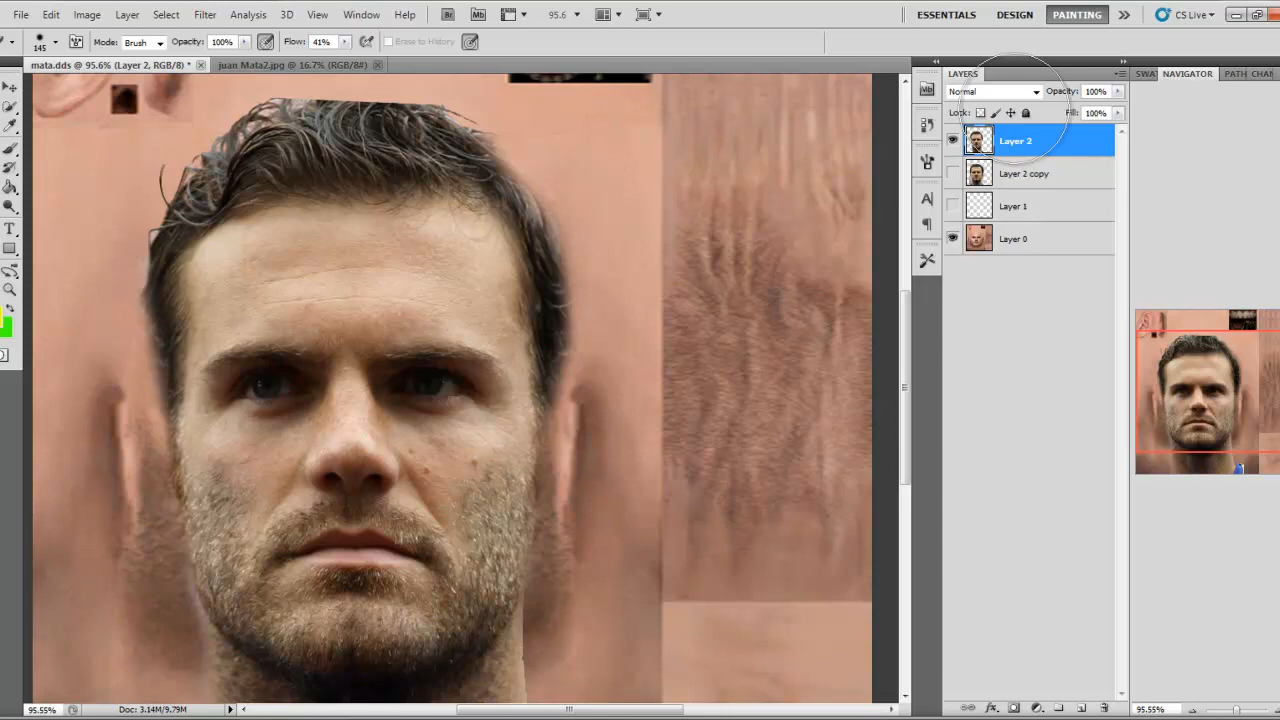 File Edit Image Layer Select Filter Analysis 3D View Window Help Br Mb 95.6 ESSENTIALS DESIGN PAINTING CS Live
145 Mode: Brush Opacity: 100% Flow: 41% Erase to History
mata.dds @ 95.6% (Layer 2, RGB/8) * juan Mata2.jpg @ 16.7% (RGB/8#)
LAYERS SWA NAVIGATOR PATH CHAN
Normal Opacity: 100%
Lock: Fill: 100%
Layer 2
Layer 2 copy
Layer 1
Layer 0
95.55% Doc: 3.14M/9.79M fx 95.55%